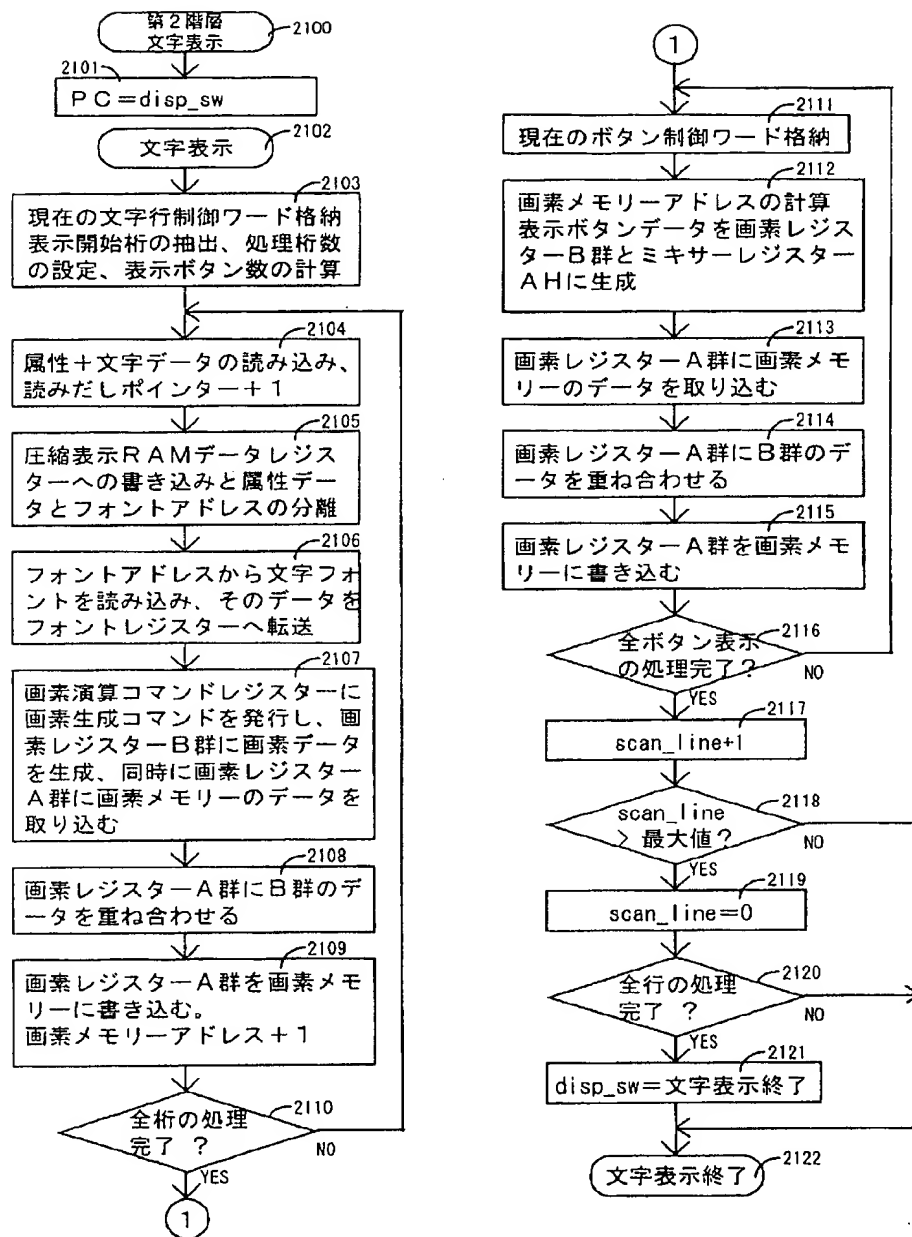 第２階層
文字表示
2100
2101
ＰＣ＝disp_sw
文字表示
2102
2103
現在の文字行制御ワード格納
表示開始桁の抽出、処理桁数
の設定、表示ボタン数の計算
2104
属性＋文字データの読み込み、
読みだしポインター＋１
2105
圧縮表示ＲＡＭデータレジス
ターへの書き込みと属性デー
タとフォントアドレスの分離
2106
フォントアドレスから文字フォ
ントを読み込み、そのデータを
フォントレジスターへ転送
2107
画素演算コマンドレジスターに
画素生成コマンドを発行し、画
素レジスターＢ群に画素データ
を生成、同時に画素レジスター
Ａ群に画素メモリーのデータを
取り込む
2108
画素レジスターＡ群にＢ群のデ
ータを重ね合わせる
2109
画素レジスターＡ群を画素メモ
リーに書き込む。
画素メモリーアドレス＋１
2110
全桁の処理
完了 ？
NO
YES
1
1
2111
現在のボタン制御ワード格納
2112
画素メモリーアドレスの計算
表示ボタンデータを画素レジス
ターＢ群とミキサーレジスター
ＡＨに生成
2113
画素レジスターＡ群に画素メモ
リーのデータを取り込む
2114
画素レジスターＡ群にＢ群の
データを重ね合わせる
2115
画素レジスターＡ群を画素メモ
リーに書き込む
2116
全ボタン表示
の処理完了？
NO
YES
2117
scan_line+1
2118
scan_line
＞ 最大値？
NO
YES
2119
scan_line＝0
2120
全行の処理
完了 ？
NO
YES
2121
disp_sw＝文字表示終了
2122
文字表示終了